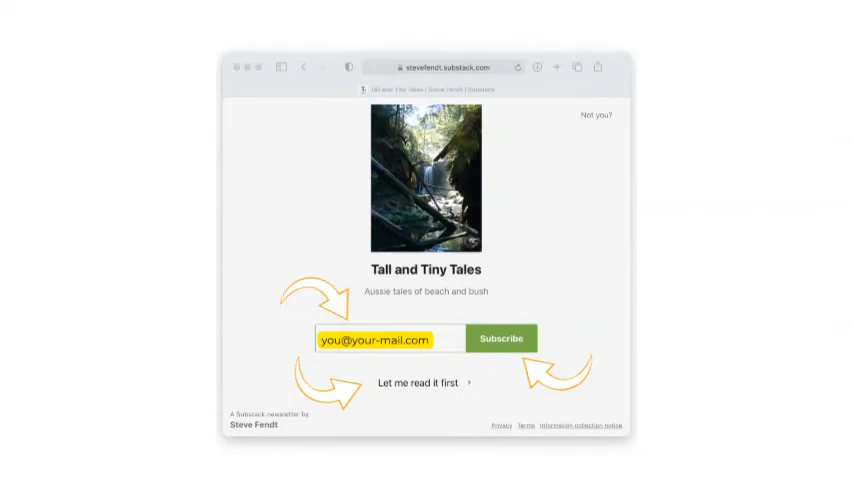 stevefendt.substack.com
Tall and Tiny Tales | Steve Fendt | Substack
Not you?
Tall and Tiny Tales
Aussie tales of beach and bush
you@your-mail.com
Subscribe
Let me read it first ›
A Substack newsletter by
Steve Fendt
Privacy Terms Information collection notice